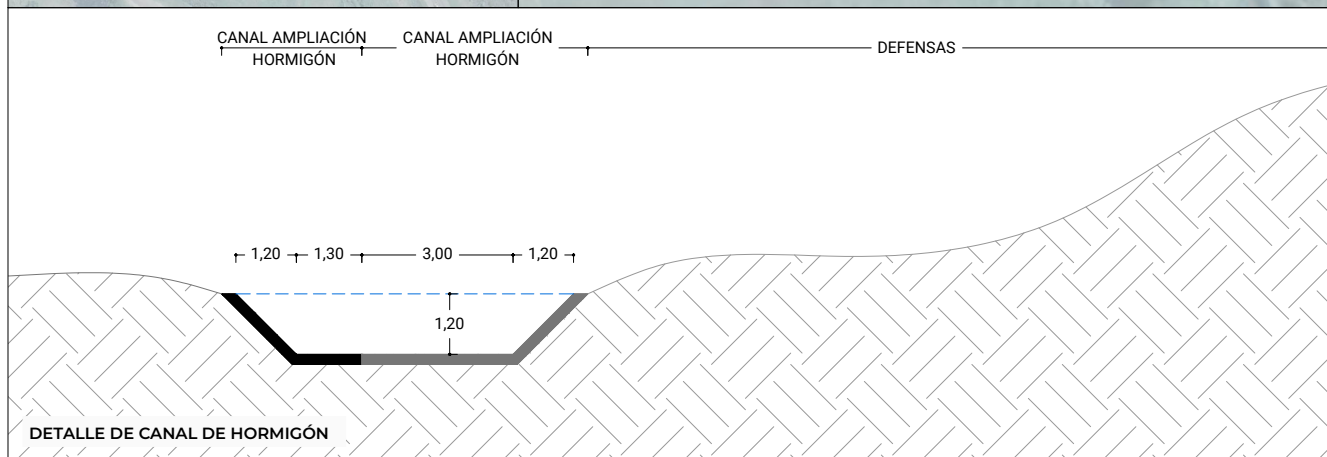 CANAL AMPLIACIÓN
HORMIGÓN
CANAL AMPLIACIÓN
HORMIGÓN
DEFENSAS
1,20
1,30
3,00
1,20
1,20
DETALLE DE CANAL DE HORMIGÓN